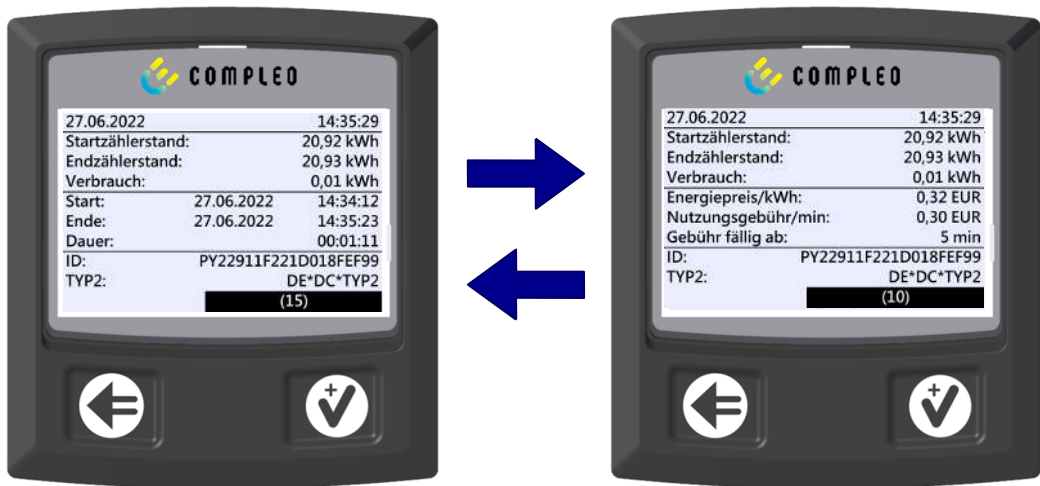 COMPLEO
27.06.2022 14:35:29
Startzählerstand: 20,92 kWh
Endzählerstand: 20,93 kWh
Verbrauch: 0,01 kWh
Start: 27.06.2022 14:34:12
Ende: 27.06.2022 14:35:23
Dauer: 00:01:11
ID: PY22911F221D018FEF99
TYP2: DE*DC*TYP2
(15)
COMPLEO
27.06.2022 14:35:29
Startzählerstand: 20,92 kWh
Endzählerstand: 20,93 kWh
Verbrauch: 0,01 kWh
Energiepreis/kWh: 0,32 EUR
Nutzungsgebühr/min: 0,30 EUR
Gebühr fällig ab: 5 min
ID: PY22911F221D018FEF99
TYP2: DE*DC*TYP2
(10)